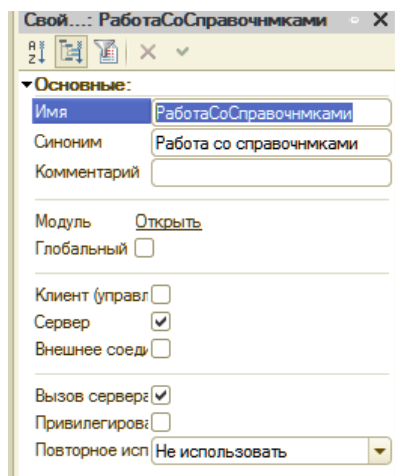 Свой...: РаботаСоСправочнмками
Основные:
Имя РаботаСоСправочнмками
Синоним Работа со справочнмками
Комментарий
Модуль Открыть
Глобальный
Клиент (управл
Сервер
Внешнее соеди
Вызов сервера
Привилегирова
Повторное исп Не использовать